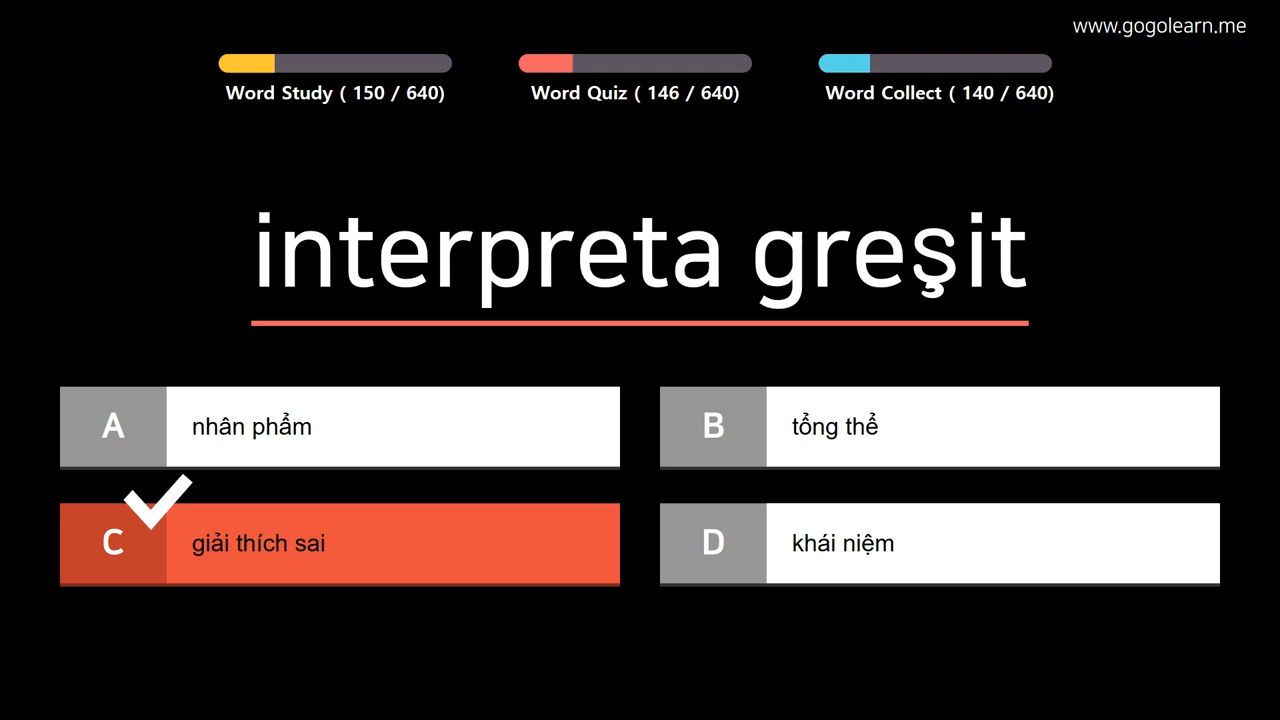 www.gogolearn.me
Word Study ( 150 / 640)
Word Quiz ( 146 / 640)
Word Collect ( 140 / 640)
interpreta greşit
A
nhân phẩm
B
tổng thể
C
giải thích sai
D
khái niệm